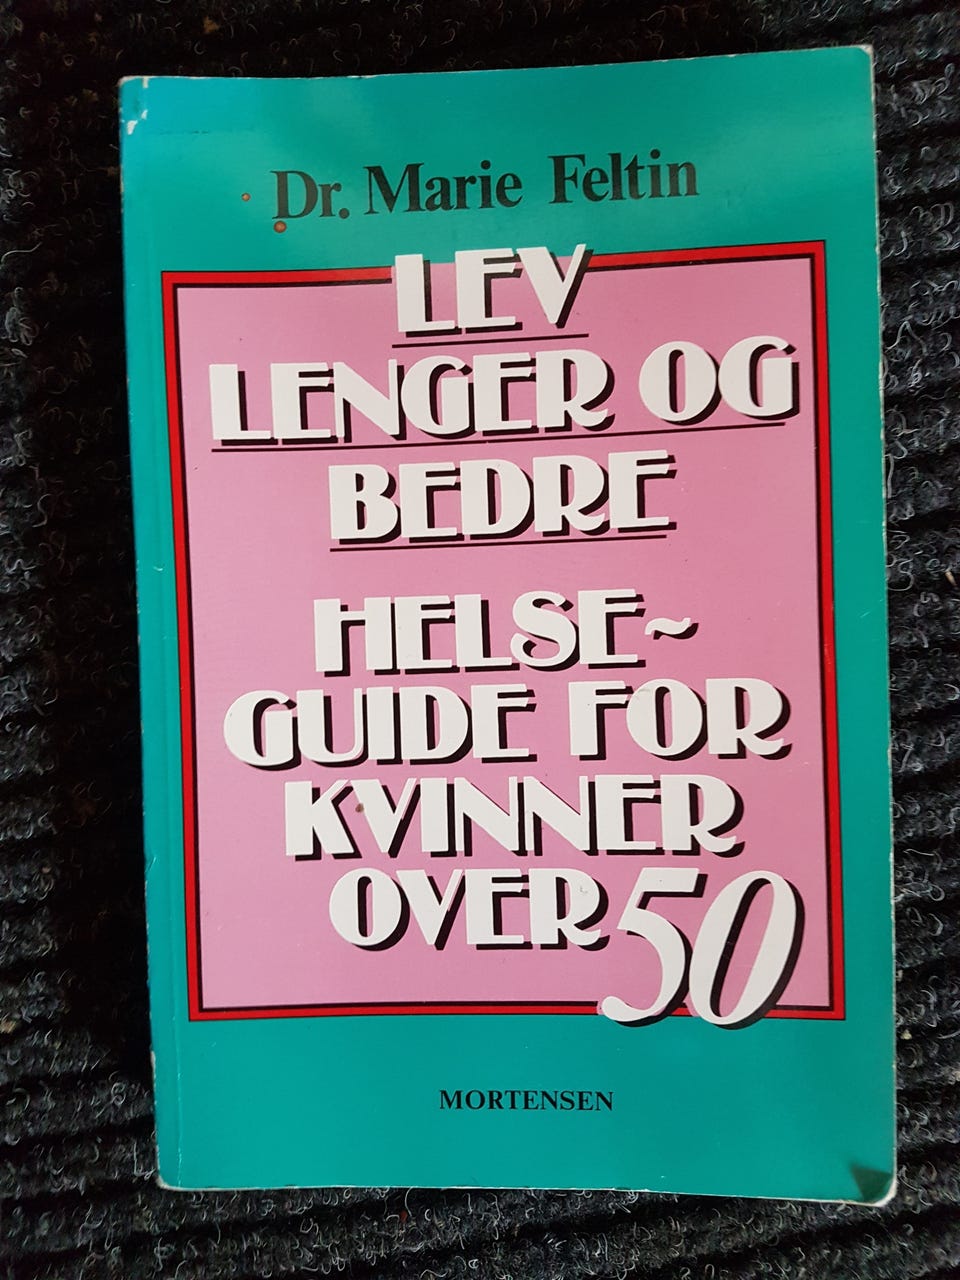 Dr. Marie Feltin
LEV
LENGER OG
BEDRE
HELSE~
GUIDE FOR
KVINNER
OVER 50
MORTENSEN